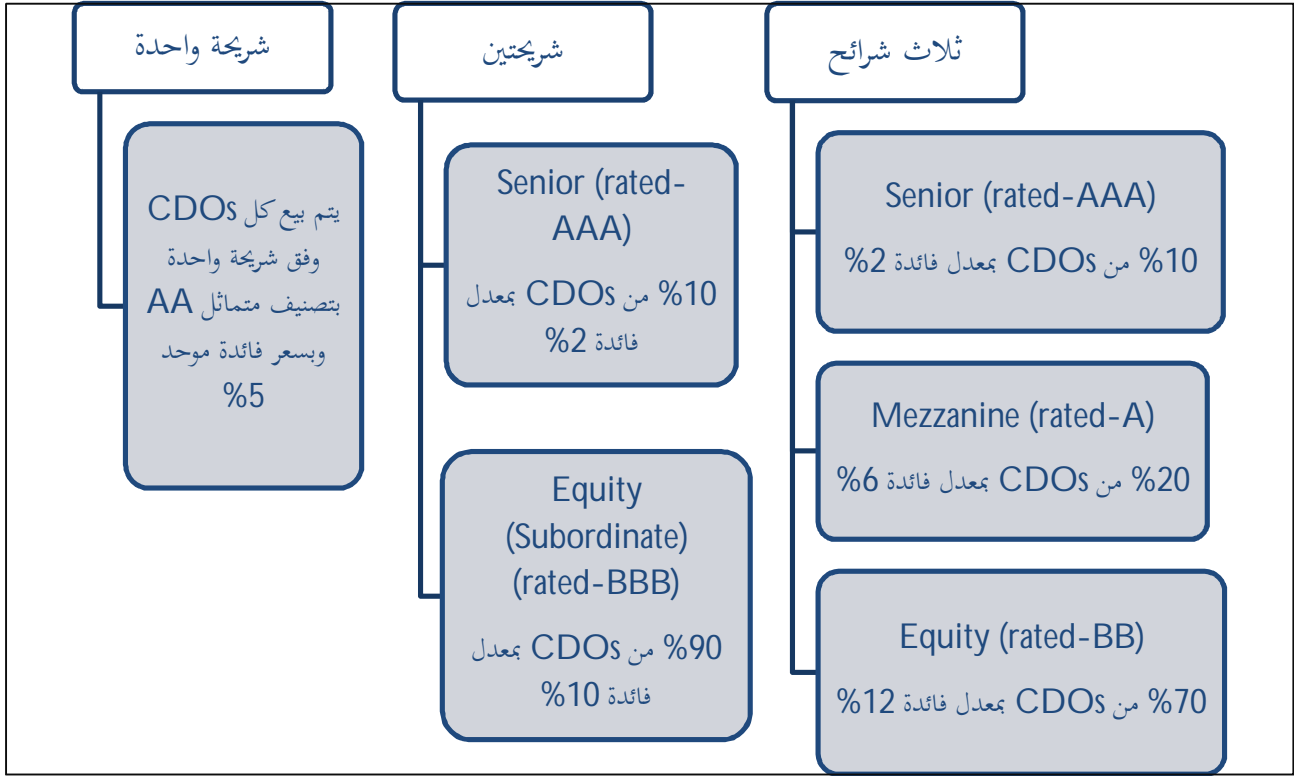 ثلاث شرائح
Senior (rated-AAA)
%10 من CDOs بمعدل فائدة 2%
Mezzanine (rated-A)
%20 من CDOs بمعدل فائدة 6%
Equity (rated-BB)
%70 من CDOs بمعدل فائدة 12%
شريحتين
Senior (rated-
AAA)
%10 من CDOs بمعدل
فائدة 2%
Equity
(Subordinate)
(rated-BBB)
%90 من CDOs بمعدل
فائدة 10%
شريحة واحدة
يتم بيع كل CDOs
وفق شريحة واحدة
بتصنيف متماثل AA
وبسعر فائدة موحد
%5